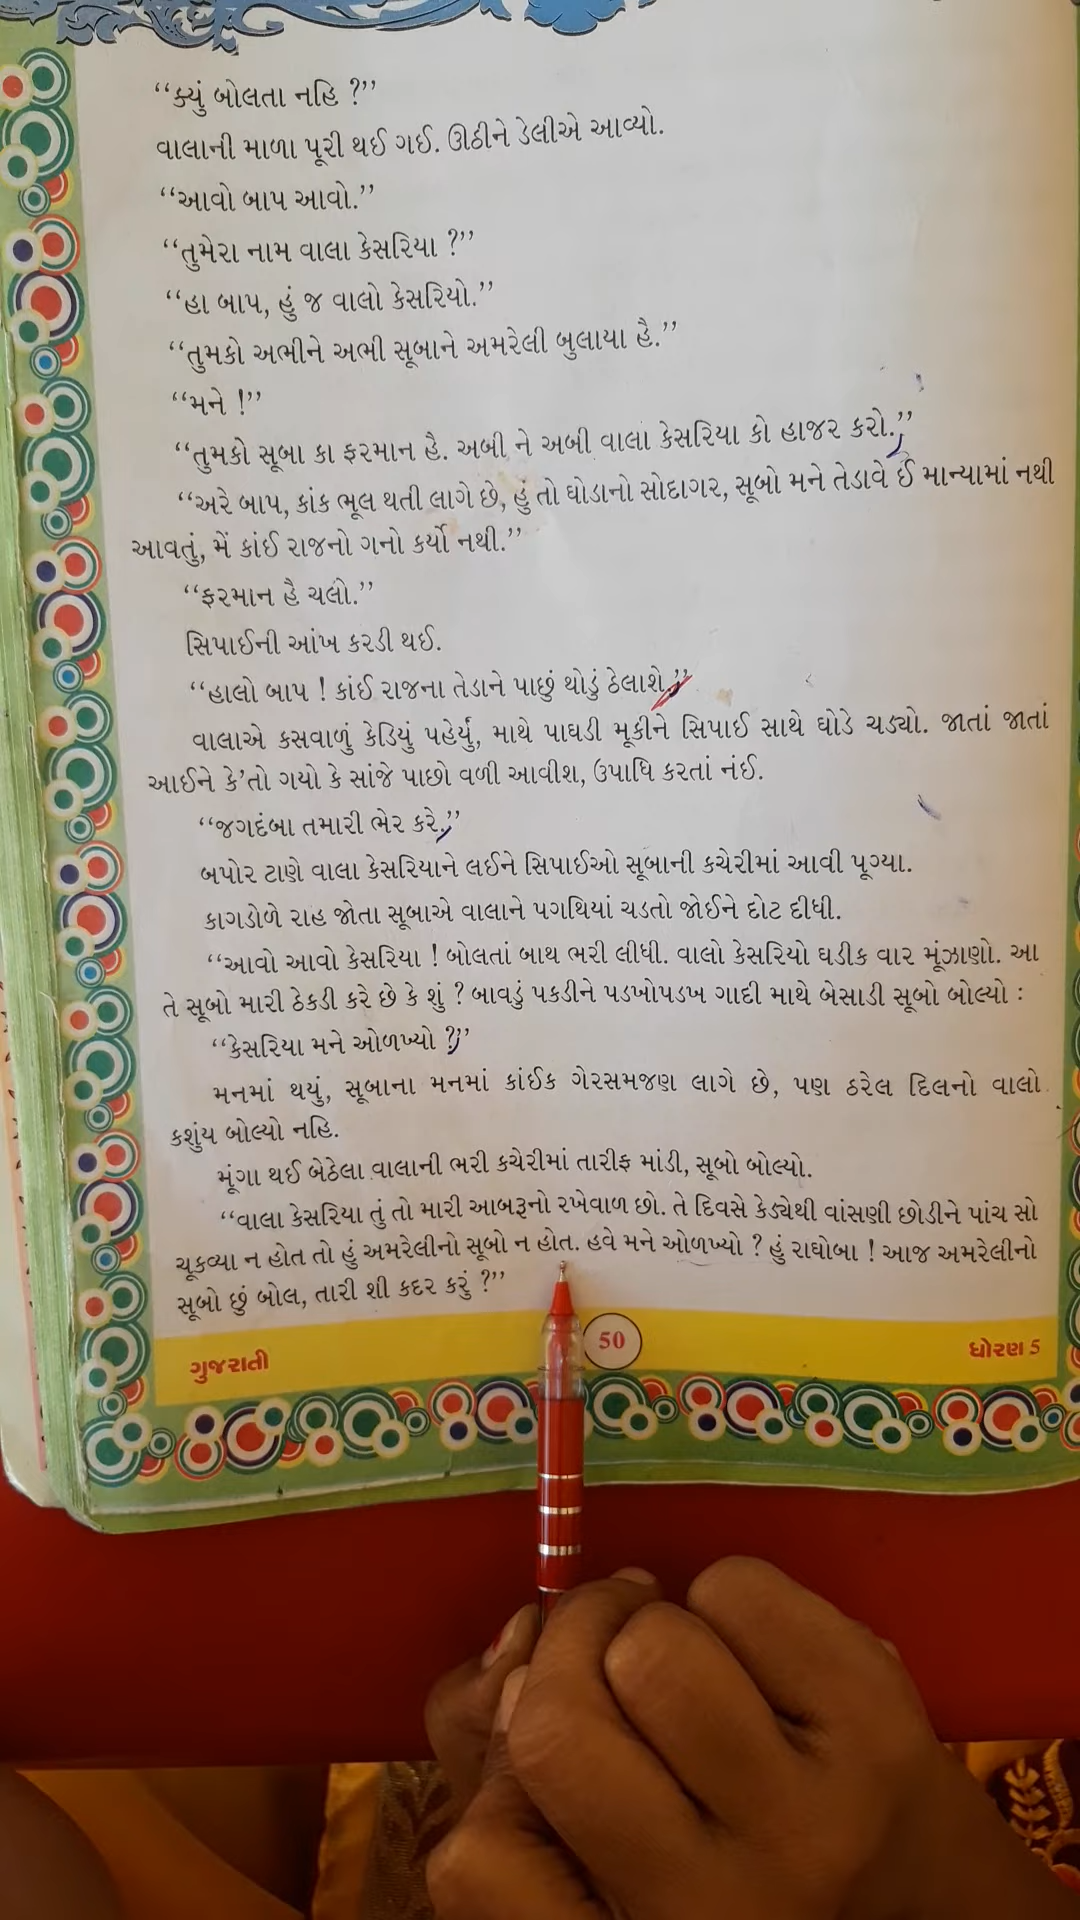 “ક્યું બોલતા નહિ ?”
વાલાની માળા પૂરી થઈ ગઈ. ઊઠીને ડેલીએ આવ્યો.
“આવો બાપ આવો.”
“તુમેરા નામ વાલા કેસરિયા ?”
“હા બાપ, હું જ વાલો કેસરિયો.”
“તુમકો અભીને અભી સૂબાને અમરેલી બુલાયા હૈ.”
“મને !”
“તુમકો સૂબા કા ફરમાન હૈ. અબી ને અબી વાલા કેસરિયા કો હાજર કરો.”
“અરે બાપ, કાંક ભૂલ થતી લાગે છે, હું તો ઘોડાનો સોદાગર, સૂબો મને તેડાવે ઈ માન્યામાં નથી
આવતું, મેં કાંઈ રાજનો ગનો કર્યો નથી.”
“ફરમાન હૈ ચલો.”
સિપાઈની આંખ કરડી થઈ.
“હાલો બાપ ! કાંઈ રાજના તેડાને પાછું થોડું ઠેલાશે.”
વાલાએ કસવાળું કેડિયું પહેર્યું, માથે પાઘડી મૂકીને સિપાઈ સાથે ઘોડે ચડ્યો. જાતાં જાતાં
આઈને કે’તો ગયો કે સાંજે પાછો વળી આવીશ, ઉપાધિ કરતાં નંઈ.
“જગદંબા તમારી ભેર કરે.”
બપોર ટાણે વાલા કેસરિયાને લઈને સિપાઈઓ સૂબાની કચેરીમાં આવી પૂગ્યા.
કાગડોળે રાહ જોતા સૂબાએ વાલાને પગથિયાં ચડતો જોઈને દોટ દીધી.
“આવો આવો કેસરિયા ! બોલતાં બાથ ભરી લીધી. વાલો કેસરિયો ઘડીક વાર મૂંઝાણો. આ
તે સૂબો મારી ઠેકડી કરે છે કે શું ? બાવડું પકડીને પડખોપડખ ગાદી માથે બેસાડી સૂબો બોલ્યો :
“કેસરિયા મને ઓળખ્યો ?”
મનમાં થયું, સૂબાના મનમાં કાંઈક ગેરસમજણ લાગે છે, પણ ઠરેલ દિલનો વાલો
કશુંય બોલ્યો નહિ.
મૂંગા થઈ બેઠેલા વાલાની ભરી કચેરીમાં તારીફ માંડી, સૂબો બોલ્યો.
“વાલા કેસરિયા તું તો મારી આબરૂનો રખેવાળ છો. તે દિવસે કેડ્યેથી વાંસણી છોડીને પાંચ સો
ચૂકવ્યા ન હોત તો હું અમરેલીનો સૂબો ન હોત. હવે મને ઓળખ્યો ? હું રાઘોબા ! આજ અમરેલીનો
સૂબો છું બોલ, તારી શી કદર કરું ?”
ગુજરાતી 50 ધોરણ 5